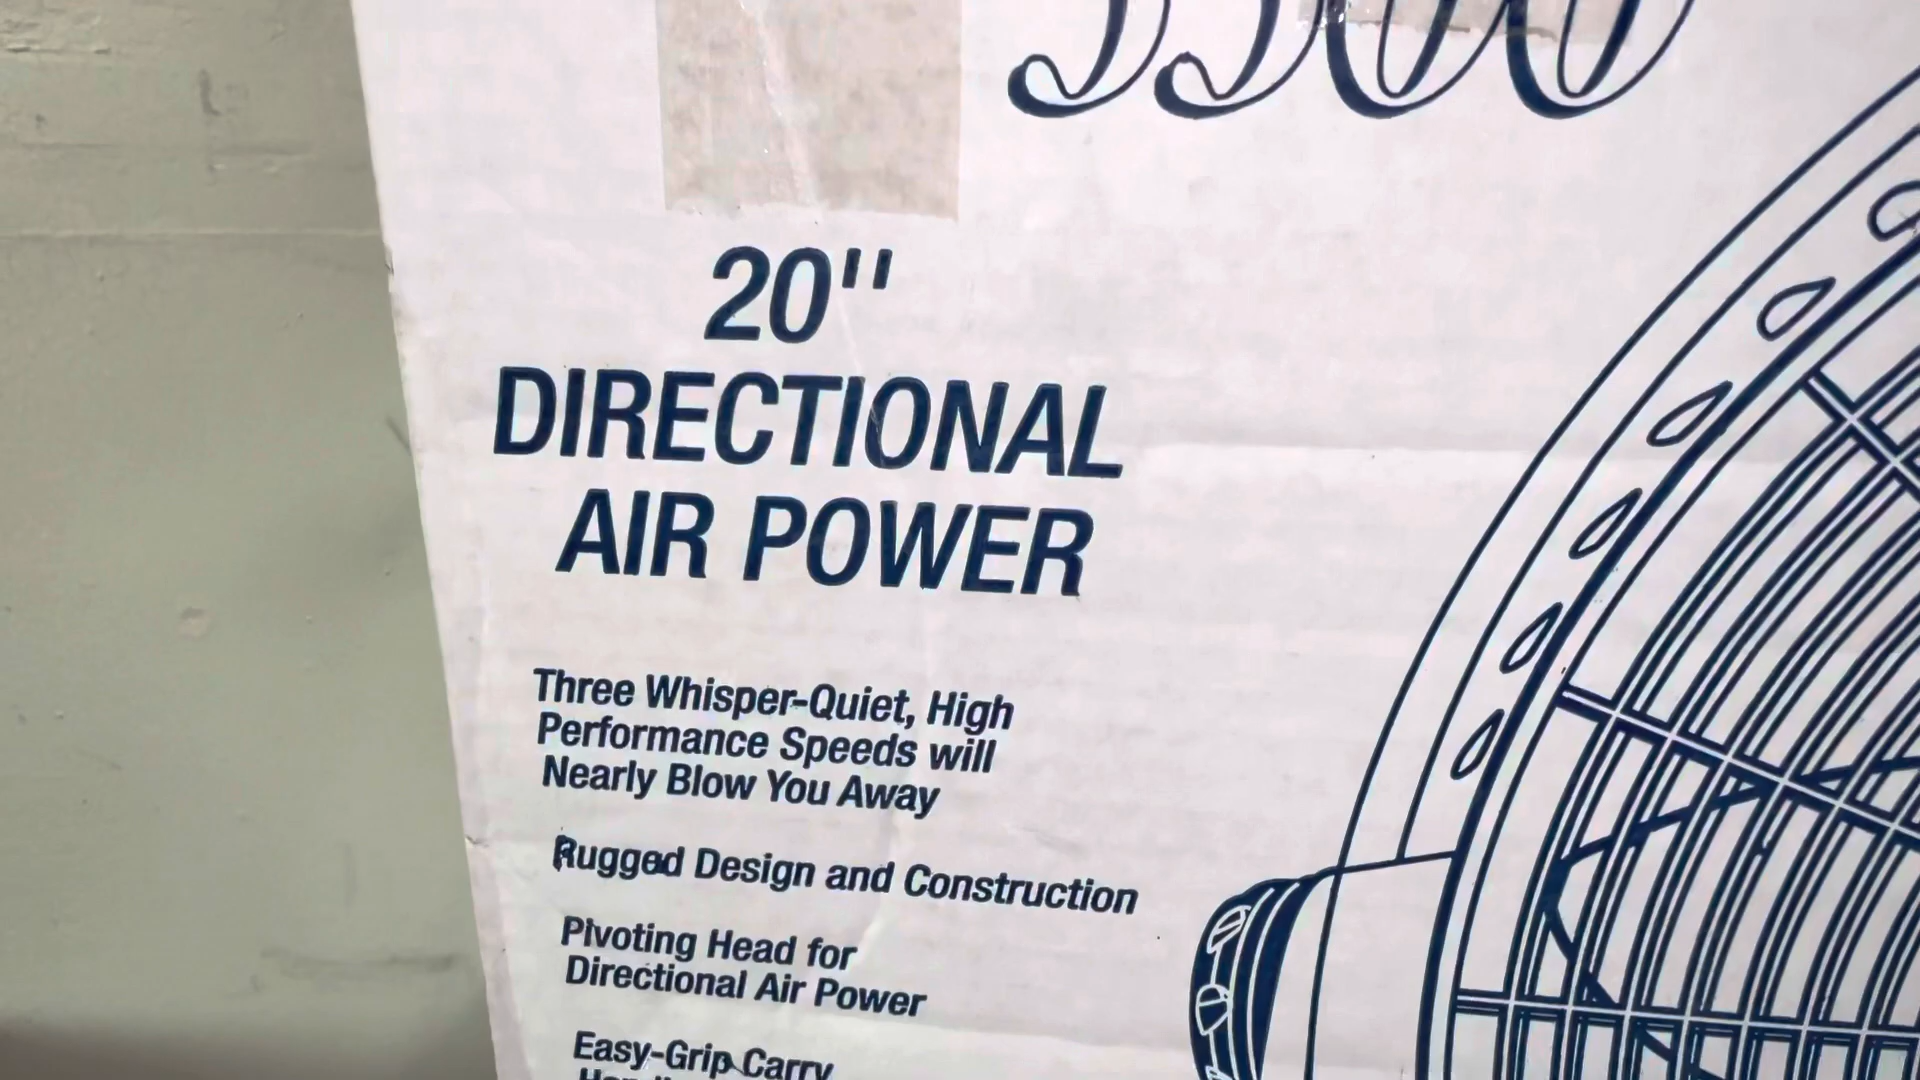 20"
DIRECTIONAL
AIR POWER
Three Whisper-Quiet, High
Performance Speeds will
Nearly Blow You Away
Rugged Design and Construction
Pivoting Head for
Directional Air Power
Easy-Grip Carry